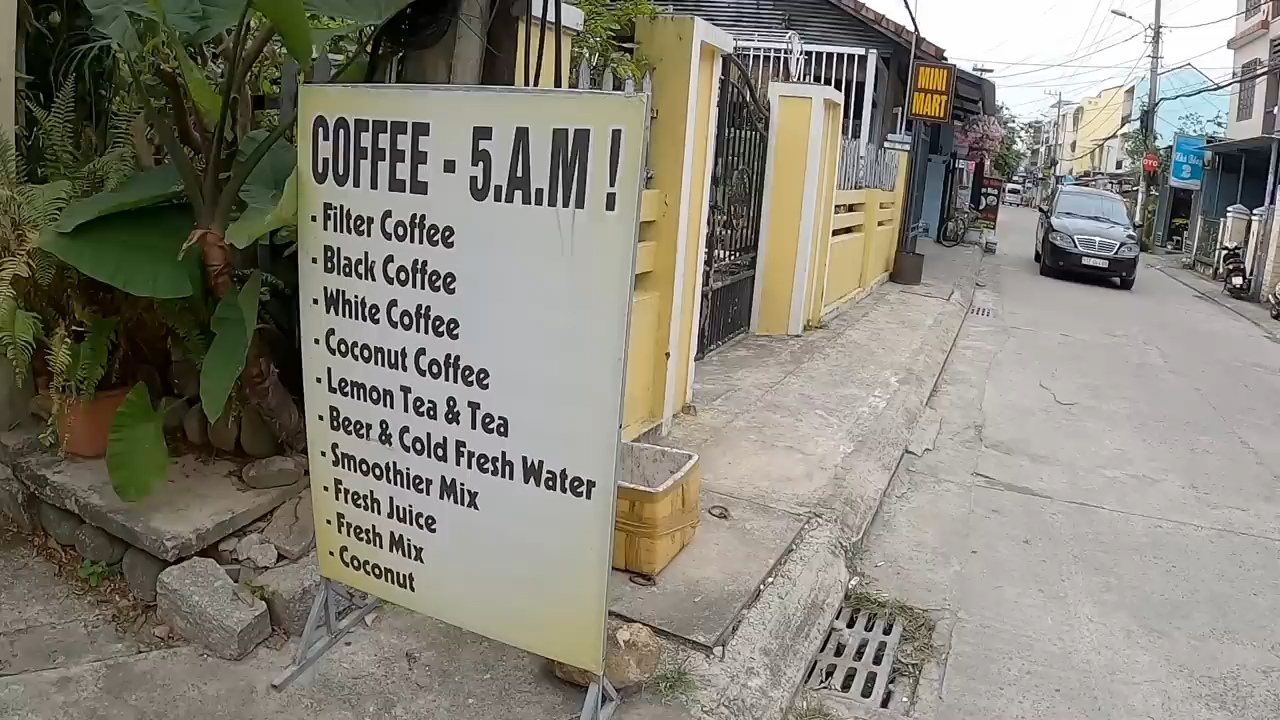 COFFEE - 5.A.M !
- Filter Coffee
- Black Coffee
- White Coffee
- Coconut Coffee
- Lemon Tea & Tea
- Beer & Cold Fresh Water
- Smoothier Mix
- Fresh Juice
- Fresh Mix
- Coconut
MINI
MART